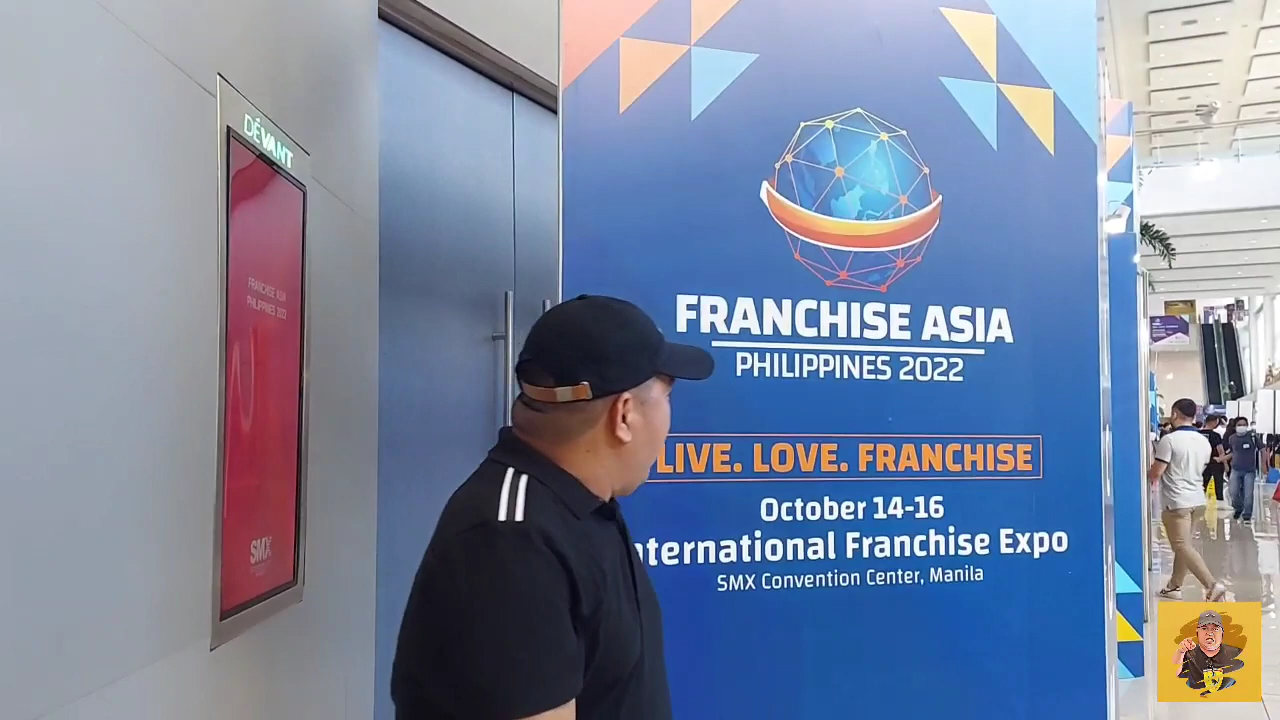 DEVANT
FRANCHISE ASIA
PHILIPPINES 2022
SMX
FRANCHISE ASIA
PHILIPPINES 2022
LIVE. LOVE. FRANCHISE
October 14-16
nternational Franchise Expo
SMX Convention Center, Manila